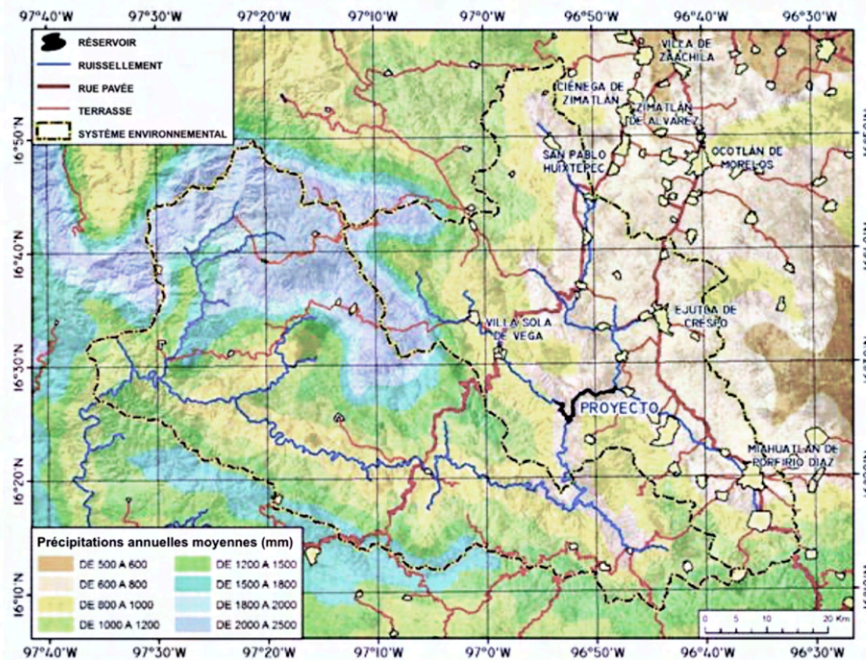 97°40'W 97°30'W 97°20'W 97°10'W 97°0'W 96°50'W 96°40'W 96°30'W
RÉSERVOIR
RUISSELLEMENT
RUE PAVÉE
TERRASSE
SYSTÈME ENVIRONNEMENTAL
VILLA DE
ZAACHILA
CIÉNEGA DE
ZIMATLÁN
ZIMATLÁN
DE ALVAREZ
SAN PABLO
HUIXTEPEC
OCOTLÁN DE
MORELOS
16°50'N
16°40'N
VILLA SOLA
DE VEGA
EJUTLA DE
CRESPO
16°30'N
PROYECTO
MIAHUATLÁN DE
PORFIRIO DÍAZ
16°20'N
Précipitations annuelles moyennes (mm)
DE 500 A 600
DE 600 A 800
DE 800 A 1000
DE 1000 A 1200
DE 1200 A 1500
DE 1500 A 1800
DE 1800 A 2000
DE 2000 A 2500
16°10'N
0 5 10 20 Km.
97°40'W 97°30'W 97°20'W 97°10'W 97°0'W 96°50'W 96°40'W 96°30'W